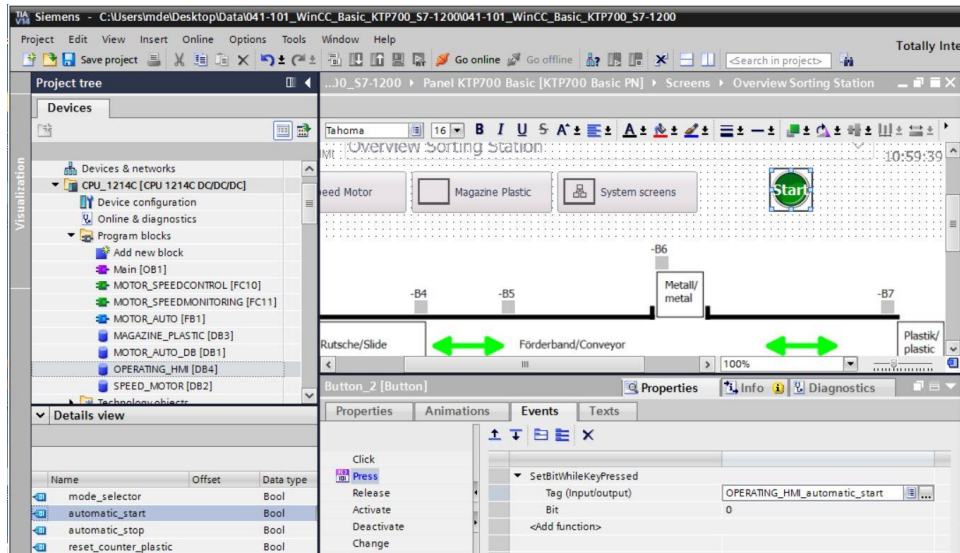 TIA V14 Siemens - C:\Users\mde\Desktop\Data\041-101_WinCC_Basic_KTP700_S7-1200\041-101_WinCC_Basic_KTP700_S7-1200
Project Edit View Insert Online Options Tools Window Help
Totally Inte
Save project Go online Go offline <Search in project>
Project tree
...00_S7-1200 Panel KTP700 Basic [KTP700 Basic PN] Screens Overview Sorting Station
Devices
Tahoma 16 B I U S A
Overview Sorting Station
10:59:39
Visualization
Devices & networks
CPU_1214C [CPU 1214C DC/DC/DC]
Device configuration
Online & diagnostics
Program blocks
Add new block
Main [OB1]
MOTOR_SPEEDCONTROL [FC10]
MOTOR_SPEEDMONITORING [FC11]
MOTOR_AUTO [FB1]
MAGAZINE_PLASTIC [DB3]
MOTOR_AUTO_DB [DB1]
OPERATING_HMI [DB4]
SPEED_MOTOR [DB2]
Technology objects
eed Motor
Magazine Plastic
System screens
Start
-B6
Metall/
metal
-B4
-B5
-B7
Rutsche/Slide
Förderband/Conveyor
Plastik/
plastic
100%
Button_2 [Button]
Properties Info Diagnostics
Properties Animations Events Texts
Click
Press
Release
Activate
Deactivate
Change
SetBitWhileKeyPressed
Tag (Input/output) OPERATING_HMI_automatic_start
Bit 0
<Add function>
Details view
Name Offset Data type
mode_selector Bool
automatic_start Bool
automatic_stop Bool
reset_counter_plastic Bool